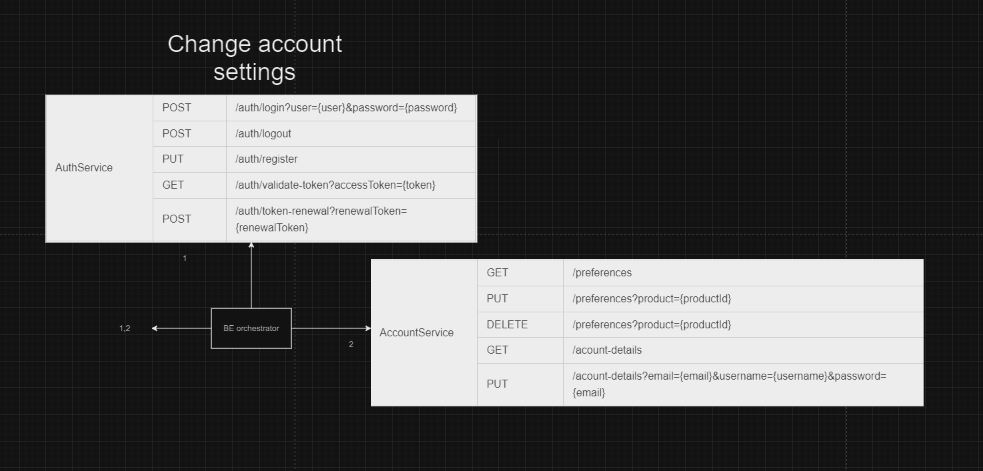 Change account
settings
AuthService
POST
/auth/login?user={user}&password={password}
POST
/auth/logout
PUT
/auth/register
GET
/auth/validate-token?accessToken={token}
POST
/auth/token-renewal?renewalToken=
{renewalToken}
1
AccountService
GET
/preferences
PUT
/preferences?product={productId}
DELETE
/preferences?product={productId}
GET
/acount-details
PUT
/acount-details?email={email}&username={username}&password=
{email}
1,2
BE orchestrator
2